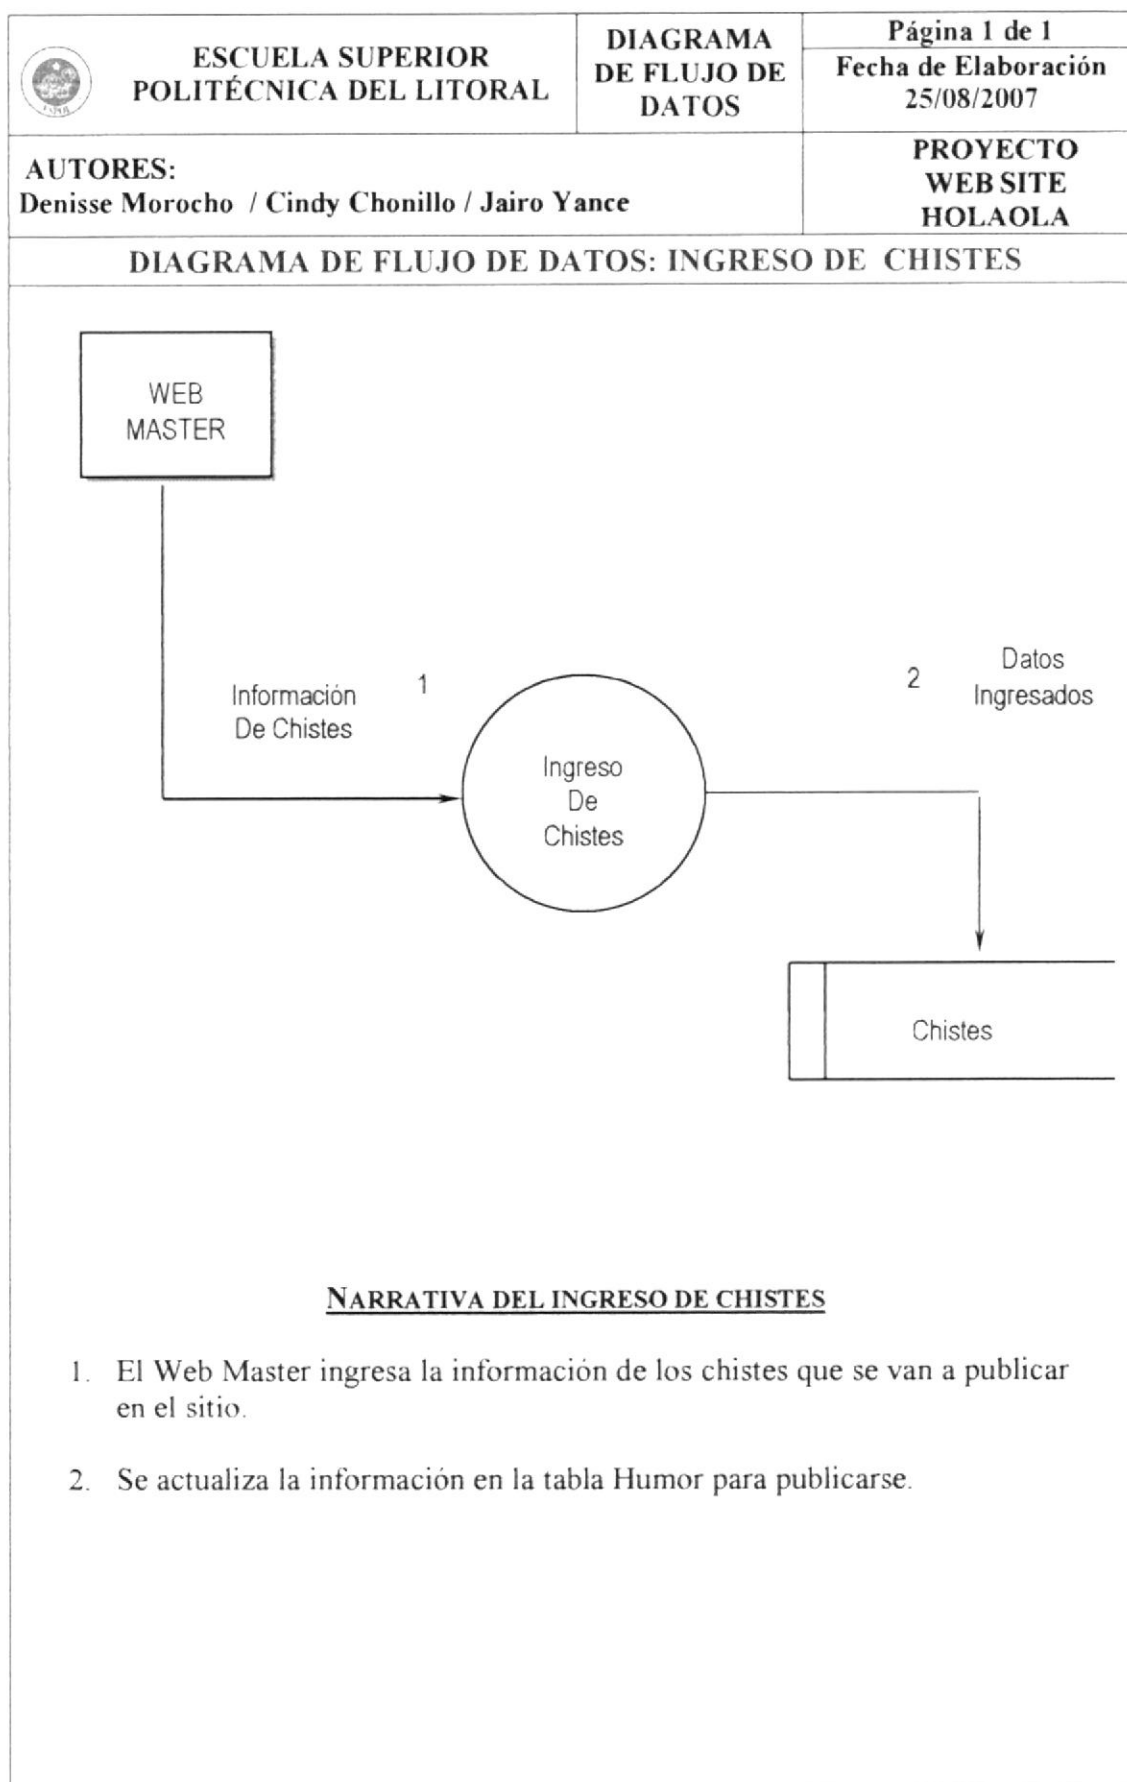 ESCUELA SUPERIOR
POLITÉCNICA DEL LITORAL
DIAGRAMA
DE FLUJO DE
DATOS
Página 1 de 1
Fecha de Elaboración
25/08/2007
AUTORES:
Denisse Morocho / Cindy Chonillo / Jairo Yance
PROYECTO
WEB SITE
HOLAOLA
DIAGRAMA DE FLUJO DE DATOS: INGRESO DE CHISTES
WEB
MASTER
Información
De Chistes
1
Ingreso
De
Chistes
2
Datos
Ingresados
Chistes
NARRATIVA DEL INGRESO DE CHISTES
1. El Web Master ingresa la información de los chistes que se van a publicar
en el sitio.
2. Se actualiza la información en la tabla Humor para publicarse.